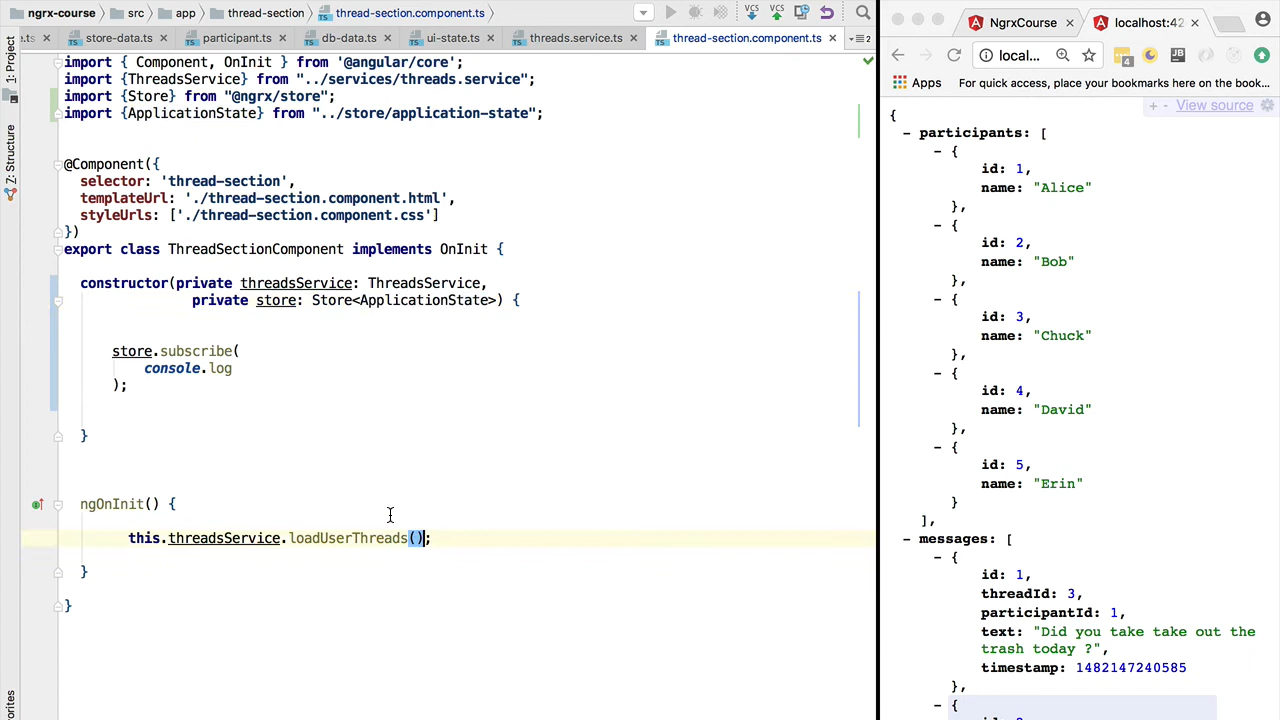 ngrx-course src app thread-section thread-section.component.ts
.ts store-data.ts participant.ts db-data.ts ui-state.ts threads.service.ts thread-section.component.ts
1: Project
Z: Structure
import { Component, OnInit } from '@angular/core';
import {ThreadsService} from "../services/threads.service";
import {Store} from "@ngrx/store";
import {ApplicationState} from "../store/application-state";
@Component({
selector: 'thread-section',
templateUrl: './thread-section.component.html',
styleUrls: ['./thread-section.component.css']
})
export class ThreadSectionComponent implements OnInit {
constructor(private threadsService: ThreadsService,
private store: Store<ApplicationState>) {
store.subscribe(
console.log
);
}
ngOnInit() {
this.threadsService.loadUserThreads();
}
}
VCS VCS
NgrxCourse localhost:42
loca...
4
Apps For quick access, place your bookmarks here on the book...
+ - View source
{
- participants: [
- {
id: 1,
name: "Alice"
},
- {
id: 2,
name: "Bob"
},
- {
id: 3,
name: "Chuck"
},
- {
id: 4,
name: "David"
},
- {
id: 5,
name: "Erin"
}
],
- messages: [
- {
id: 1,
threadId: 3,
participantId: 1,
text: "Did you take take out the
trash today ?",
timestamp: 1482147240585
},
- {